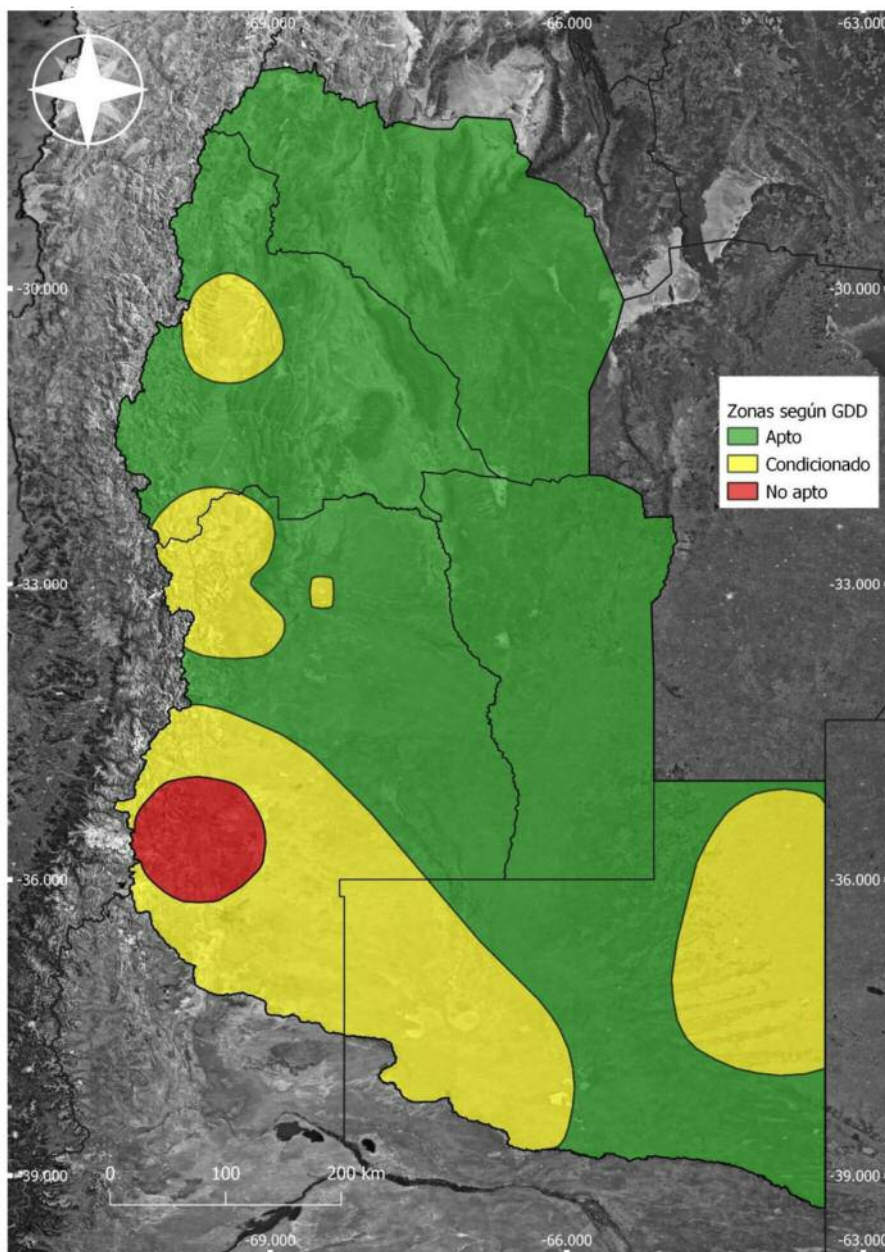 -69.000 -66.000 -63.000
-30.000 -30.000
Zonas según GDD
Apto
Condicionado
No apto
-33.000 -33.000
-36.000 -36.000
-39.000 -39.000
0 100 200 km
-69.000 -66.000 -63.000